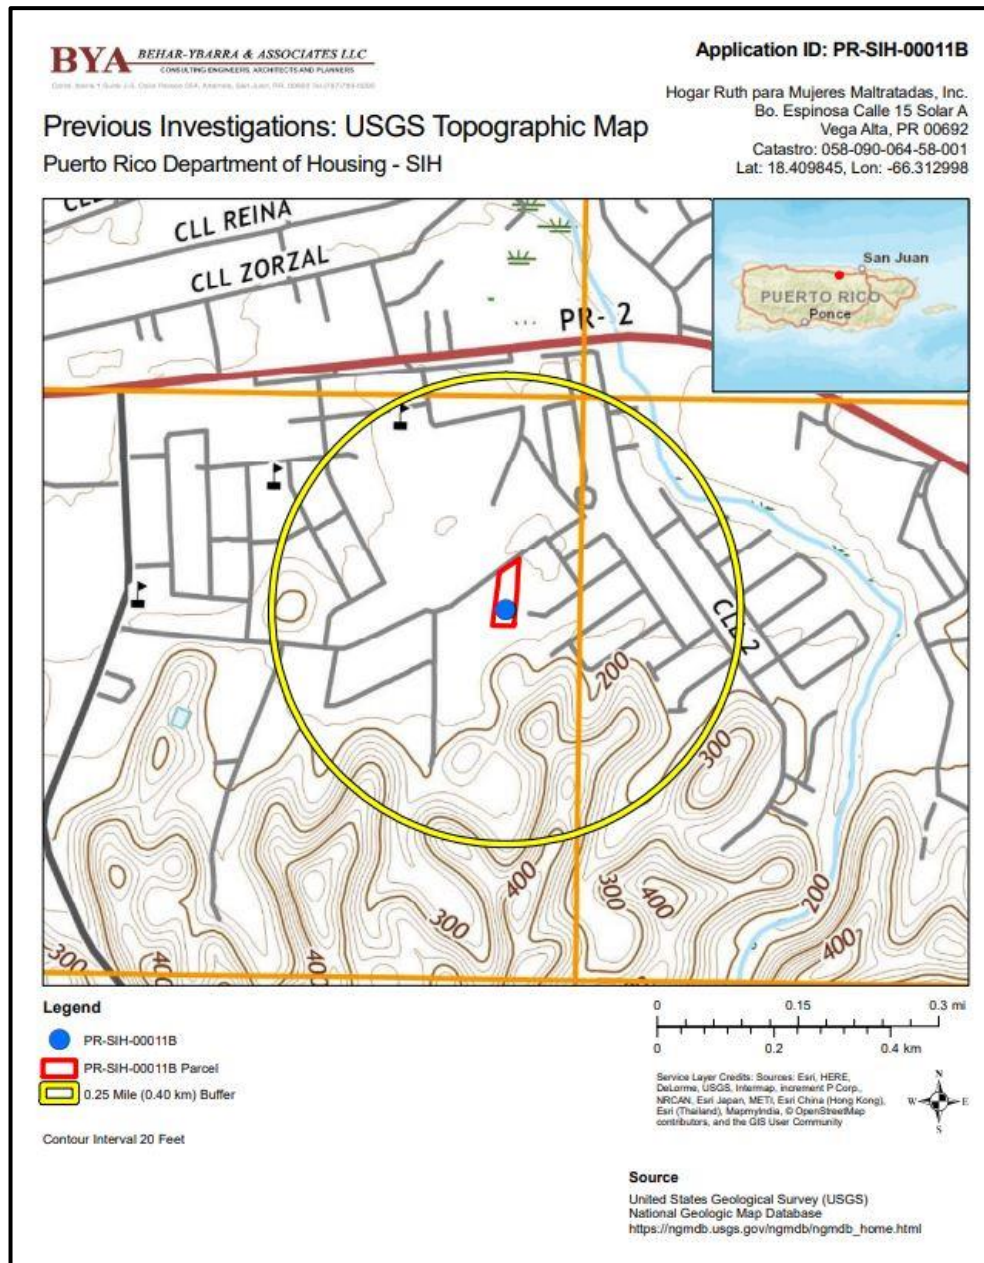 BYA BEHAR-YBARRA & ASSOCIATES LLC
CONSULTING ENGINEERS, ARCHITECTS AND PLANNERS
Application ID: PR-SIH-00011B
Hogar Ruth para Mujeres Maltratadas, Inc.
Bo. Espinosa Calle 15 Solar A
Vega Alta, PR 00692
Catastro: 058-090-064-58-001
Lat: 18.409845, Lon: -66.312998
Previous Investigations: USGS Topographic Map
Puerto Rico Department of Housing - SIH
CLL REINA
CLL ZORZAL
PR- 2
San Juan
PUERTO RICO
Ponce
CLL 2
200
300
400
300
300
400
200
400
300
400
Legend
PR-SIH-00011B
PR-SIH-00011B Parcel
0.25 Mile (0.40 km) Buffer
Contour Interval 20 Feet
0 0.15 0.3 mi
0 0.2 0.4 km
Service Layer Credits: Sources: Esri, HERE,
DeLorme, USGS, Intermap, increment P Corp.,
NRCAN, Esri Japan, METI, Esri China (Hong Kong),
Esri (Thailand), MapmyIndia, © OpenStreetMap
contributors, and the GIS User Community
N
W E
S
Source
United States Geological Survey (USGS)
National Geologic Map Database
https://ngmdb.usgs.gov/ngmdb/ngmdb_home.html